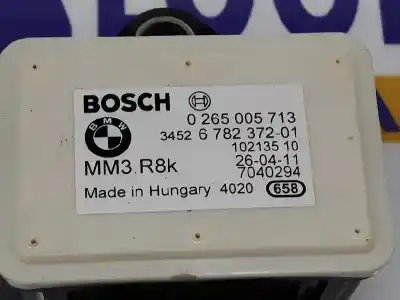 BOSCH 0 265 005 713
BMW 3452 6 782 372-01
102135 10
MM3.R8k 26-04-11
7040294
Made in Hungary 4020 658